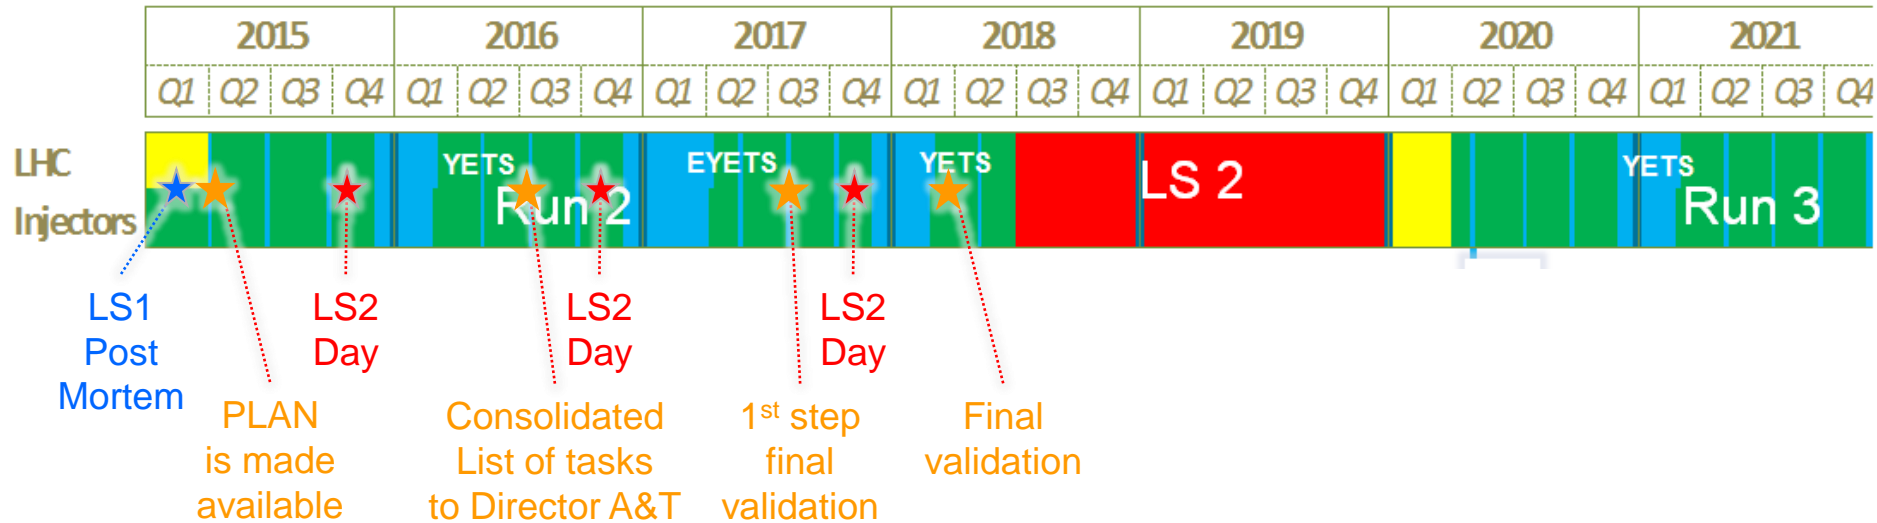 2015 2016 2017 2018 2019 2020 2021
Q1 Q2 Q3 Q4 Q1 Q2 Q3 Q4 Q1 Q2 Q3 Q4 Q1 Q2 Q3 Q4 Q1 Q2 Q3 Q4 Q1 Q2 Q3 Q4 Q1 Q2 Q3 Q4
LHC
Injectors
YETS
Run 2
EYETS
YETS
LS 2
YETS
Run 3
LS1
Post
Mortem
LS2
Day
LS2
Day
LS2
Day
PLAN
is made
available
Consolidated
List of tasks
to Director A&T
1st step
final
validation
Final
validation